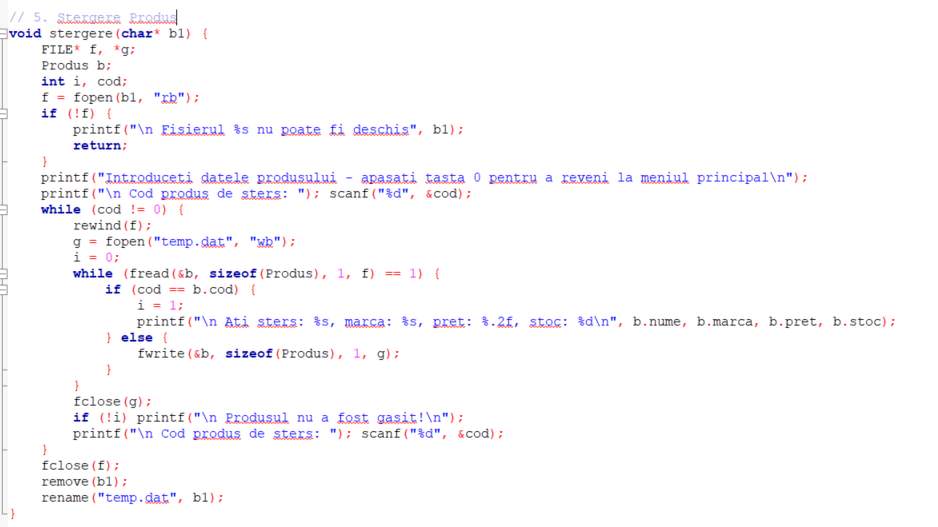 // 5. Stergere Produs
void stergere(char* b1) {
    FILE* f, *g;
    Produs b;
    int i, cod;
    f = fopen(b1, "rb");
    if (!f) {
        printf("\n Fisierul %s nu poate fi deschis", b1);
        return;
    }
    printf("Introduceti datele produsului - apasati tasta 0 pentru a reveni la meniul principal\n");
    printf("\n Cod produs de sters: "); scanf("%d", &cod);
    while (cod != 0) {
        rewind(f);
        g = fopen("temp.dat", "wb");
        i = 0;
        while (fread(&b, sizeof(Produs), 1, f) == 1) {
            if (cod == b.cod) {
                i = 1;
                printf("\n Ati sters: %s, marca: %s, pret: %.2f, stoc: %d\n", b.nume, b.marca, b.pret, b.stoc);
            } else {
                fwrite(&b, sizeof(Produs), 1, g);
            }
        }
        fclose(g);
        if (!i) printf("\n Produsul nu a fost gasit!\n");
        printf("\n Cod produs de sters: "); scanf("%d", &cod);
    }
    fclose(f);
    remove(b1);
    rename("temp.dat", b1);
}